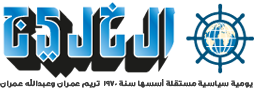 الخليج
يومية سياسية مستقلة أسسها سنة ١٩٧٠ تريم عمران وعبدالله عمران